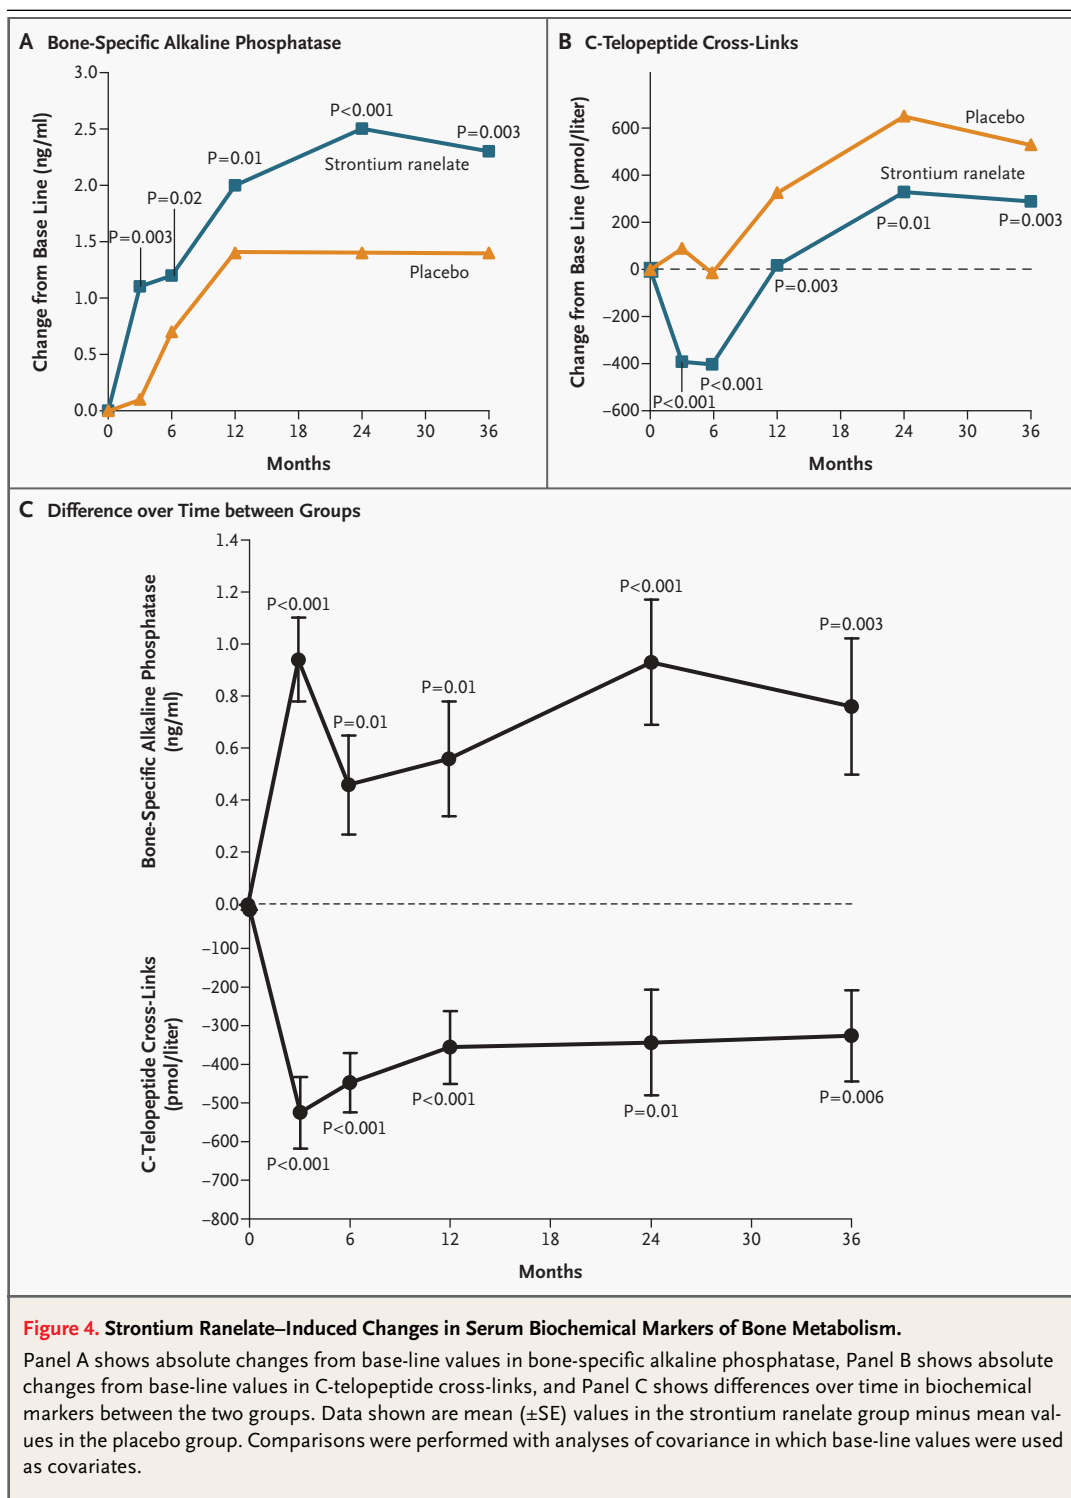 A Bone-Specific Alkaline Phosphatase
3.0
2.5
2.0
1.5
1.0
0.5
0.0
Change from Base Line (ng/ml)
P=0.003
P=0.02
P=0.01
P<0.001
P=0.003
Strontium ranelate
Placebo
0 6 12 18 24 30 36
Months
B C-Telopeptide Cross-Links
600
400
200
0
–200
–400
–600
Change from Base Line (pmol/liter)
Placebo
Strontium ranelate
P=0.01
P=0.003
P=0.003
P<0.001
P<0.001
0 6 12 18 24 30 36
Months
C Difference over Time between Groups
1.4
1.2
1.0
0.8
0.6
0.4
0.2
0.0
–100
–200
–300
–400
–500
–600
–700
–800
Bone-Specific Alkaline Phosphatase
(ng/ml)
C-Telopeptide Cross-Links
(pmol/liter)
P<0.001
P=0.01
P=0.01
P<0.001
P=0.003
P<0.001
P<0.001
P<0.001
P=0.01
P=0.006
0 6 12 18 24 30 36
Months
Figure 4. Strontium Ranelate–Induced Changes in Serum Biochemical Markers of Bone Metabolism.
Panel A shows absolute changes from base-line values in bone-specific alkaline phosphatase, Panel B shows absolute
changes from base-line values in C-telopeptide cross-links, and Panel C shows differences over time in biochemical
markers between the two groups. Data shown are mean (±SE) values in the strontium ranelate group minus mean val-
ues in the placebo group. Comparisons were performed with analyses of covariance in which base-line values were used
as covariates.